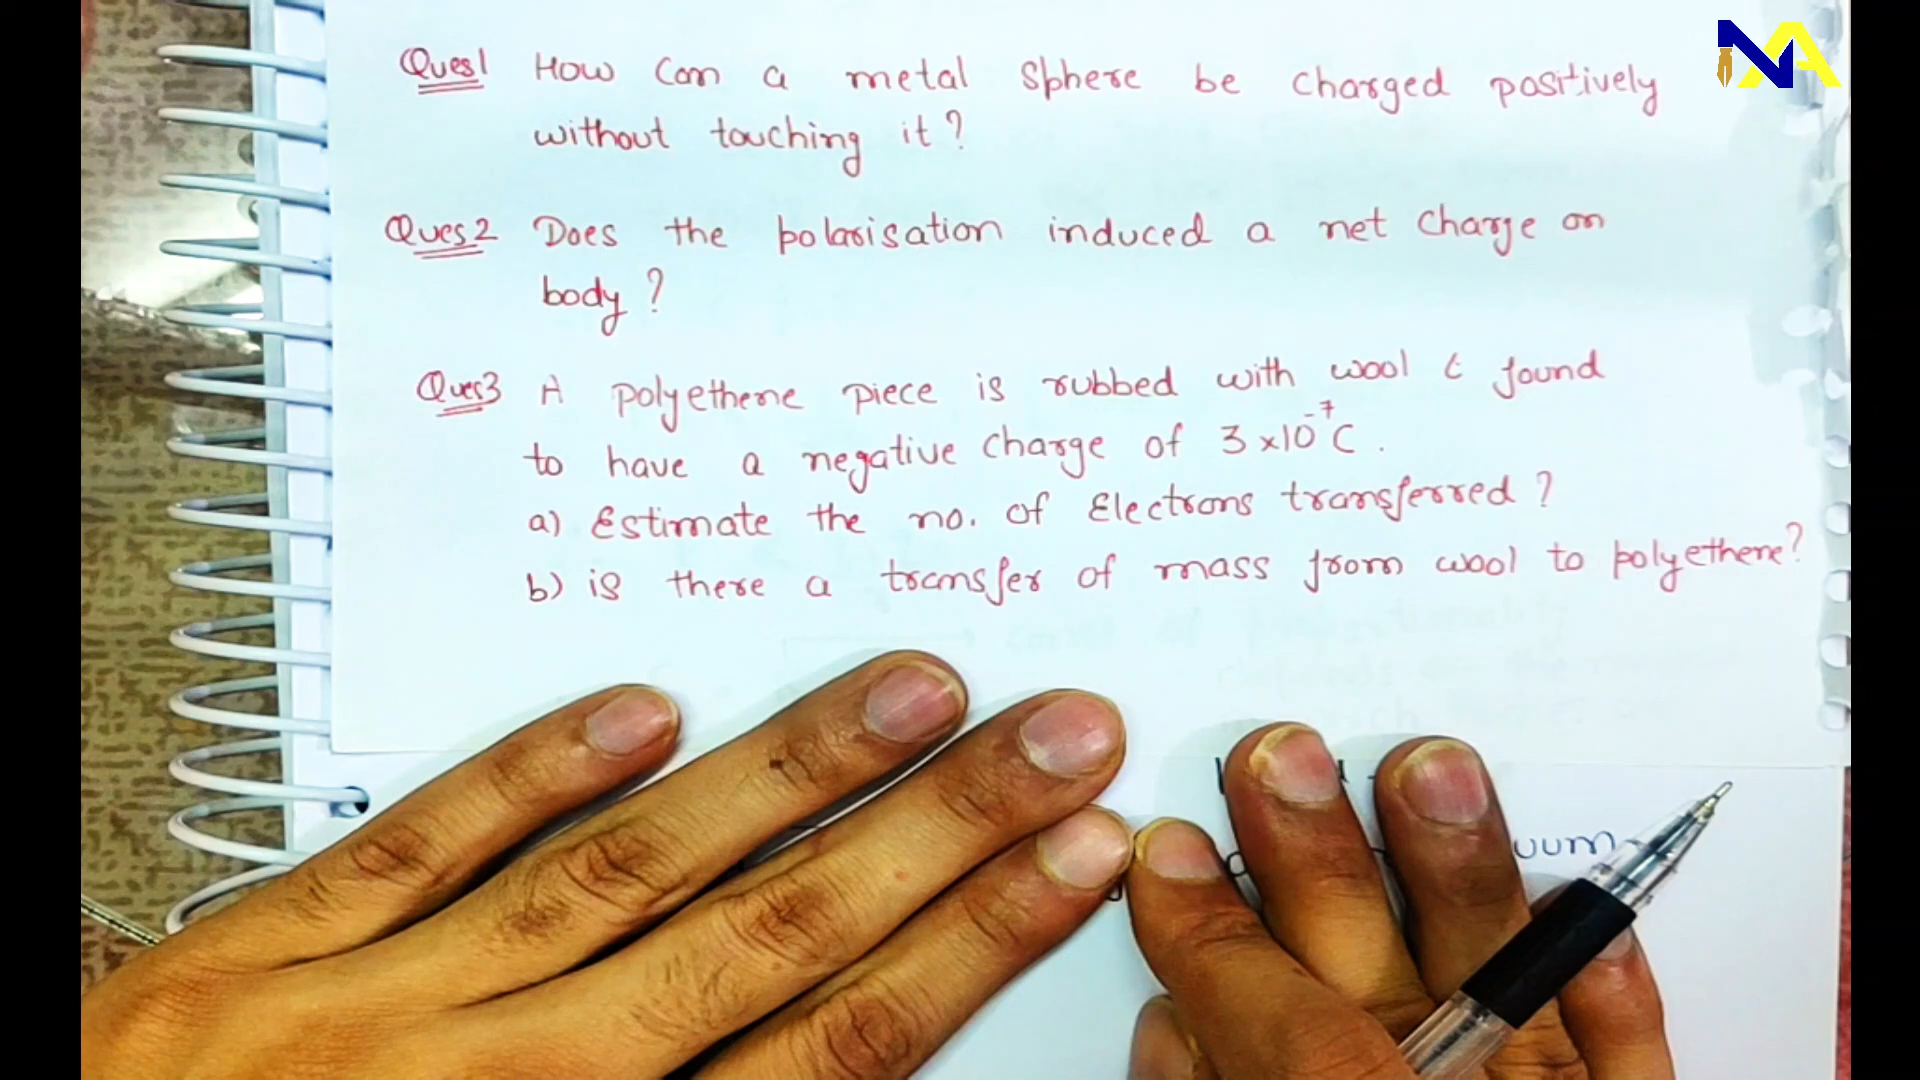 Ques1 How can a metal sphere be charged positively
without touching it?
Ques2 Does the polarisation induced a net charge on
body?
Ques3 A polyethene piece is rubbed with wool & found
to have a negative charge of 3×10⁻⁷C.
a) Estimate the no. of Electrons transferred?
b) is there a transfer of mass from wool to polyethene?
NA